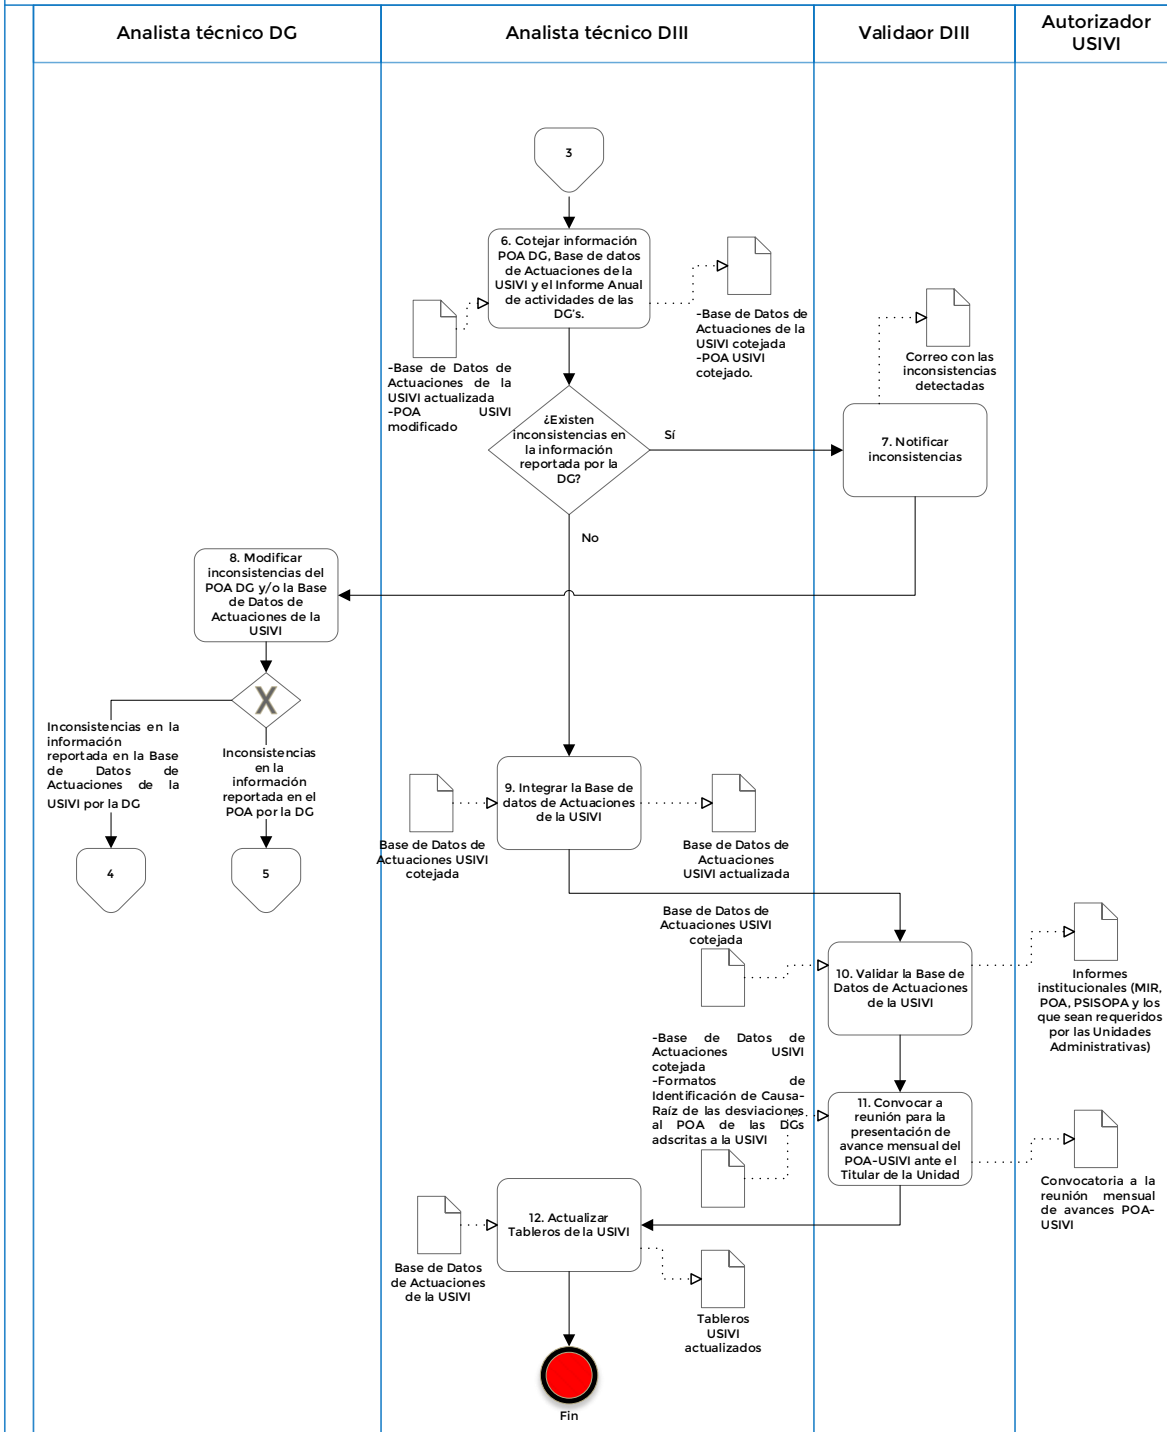 Analista técnico DG
Analista técnico DIII
Validaor DIII
Autorizador
USIVI
3
6. Cotejar información
POA DG, Base de datos
de Actuaciones de la
USIVI y el Informe Anual
de actividades de las
DG's.
-Base de Datos de
Actuaciones de la
USIVI actualizada
-POA USIVI
modificado
-Base de Datos de
Actuaciones de la
USIVI cotejada
-POA USIVI
cotejado.
Correo con las
inconsistencias
detectadas
¿Existen
inconsistencias en
la información
reportada por la
DG?
Sí
7. Notificar
inconsistencias
No
8. Modificar
inconsistencias del
POA DG y/o la Base
de Datos de
Actuaciones de la
USIVI
X
Inconsistencias en la
información
reportada en la Base
de Datos de
Actuaciones de la
USIVI por la DG
Inconsistencias
en la
información
reportada en el
POA por la DG
4
5
9. Integrar la Base de
datos de Actuaciones
de la USIVI
Base de Datos de
Actuaciones USIVI
cotejada
Base de Datos de
Actuaciones
USIVI actualizada
Base de Datos de
Actuaciones USIVI
cotejada
10. Validar la Base de
Datos de Actuaciones
de la USIVI
Informes
institucionales (MIR,
POA, PSISOPA y los
que sean requeridos
por las Unidades
Administrativas)
-Base de Datos de
Actuaciones USIVI
cotejada
-Formatos de
Identificación de Causa-
Raíz de las desviaciones
al POA de las DGs
adscritas a la USIVI
11. Convocar a
reunión para la
presentación de
avance mensual del
POA-USIVI ante el
Titular de la Unidad
Convocatoria a la
reunión mensual
de avances POA-
USIVI
12. Actualizar
Tableros de la USIVI
Base de Datos
de Actuaciones
de la USIVI
Tableros
USIVI
actualizados
Fin